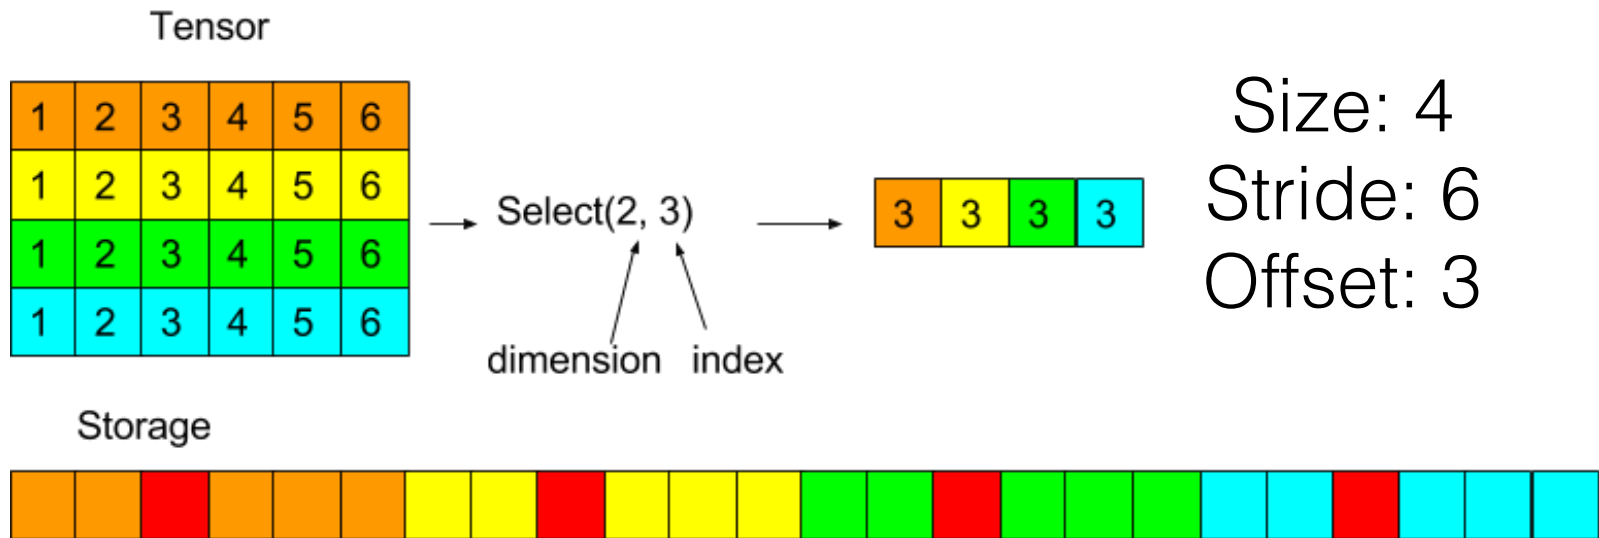 Tensor
1 2 3 4 5 6
1 2 3 4 5 6
1 2 3 4 5 6
1 2 3 4 5 6
Select(2, 3)
dimension index
3 3 3 3
Size: 4
Stride: 6
Offset: 3
Storage